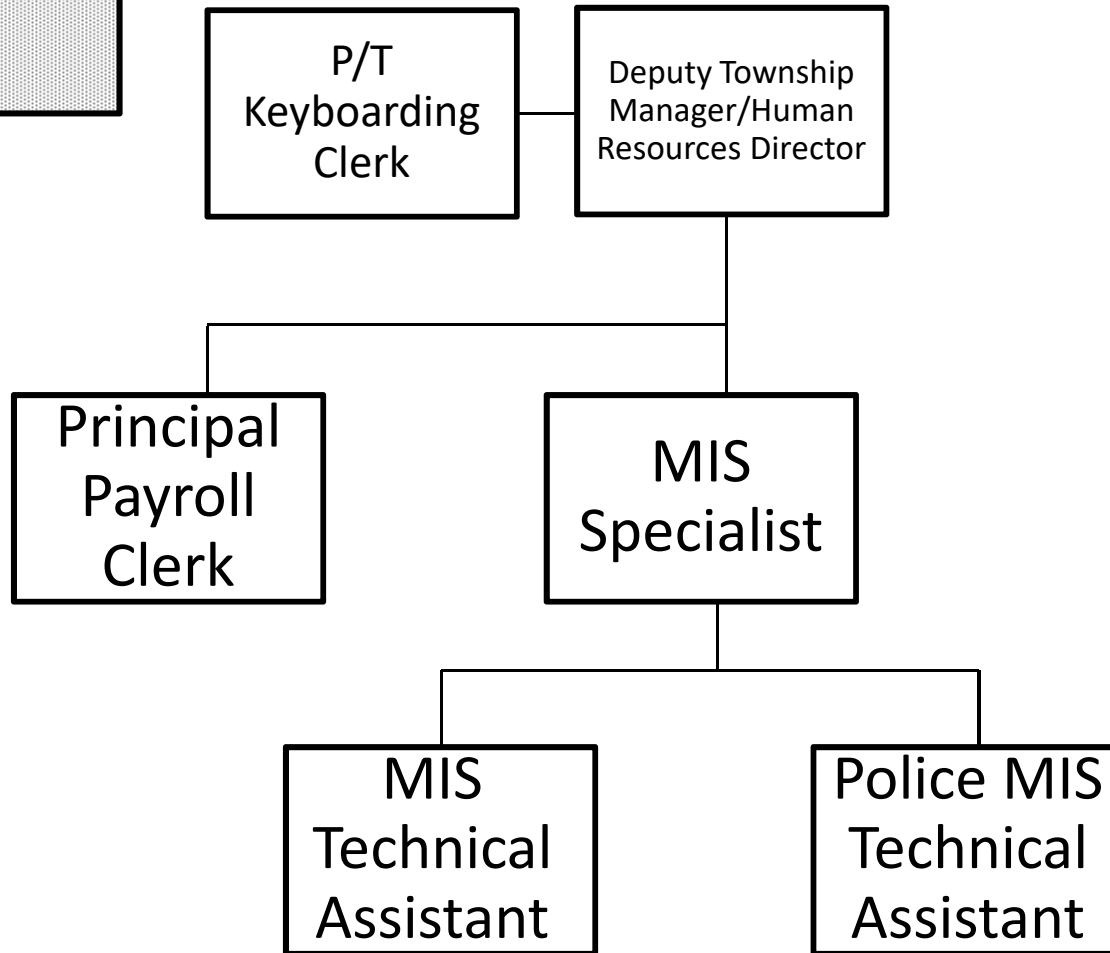 P/T
Keyboarding
Clerk
Deputy Township
Manager/Human
Resources Director
Principal
Payroll
Clerk
MIS
Specialist
MIS
Technical
Assistant
Police MIS
Technical
Assistant